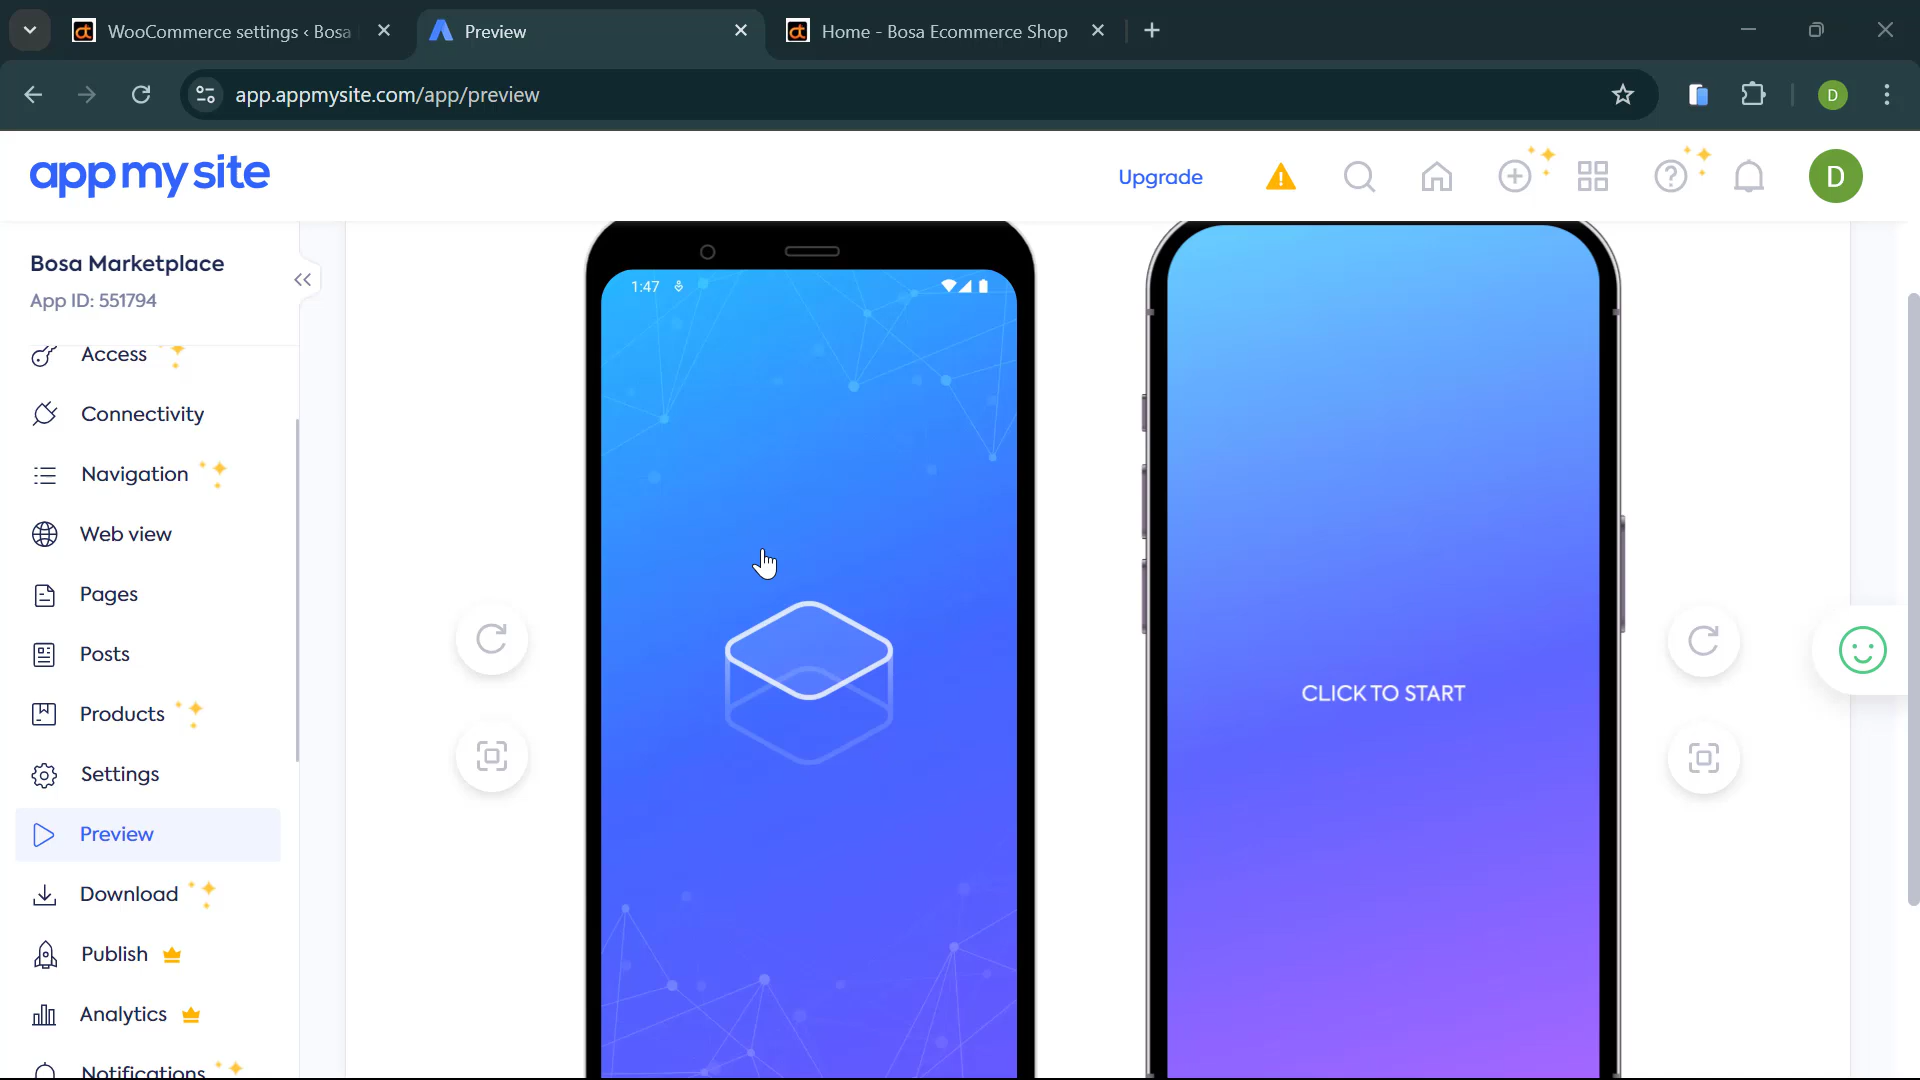 WooCommerce settings ‹ Bosa
Preview
Home - Bosa Ecommerce Shop
app.appmysite.com/app/preview
D
appmysite
Upgrade
D
Bosa Marketplace
App ID: 551794
Access
Connectivity
Navigation
Web view
Pages
Posts
Products
Settings
Preview
Download
Publish
Analytics
Notifications
1:47
CLICK TO START